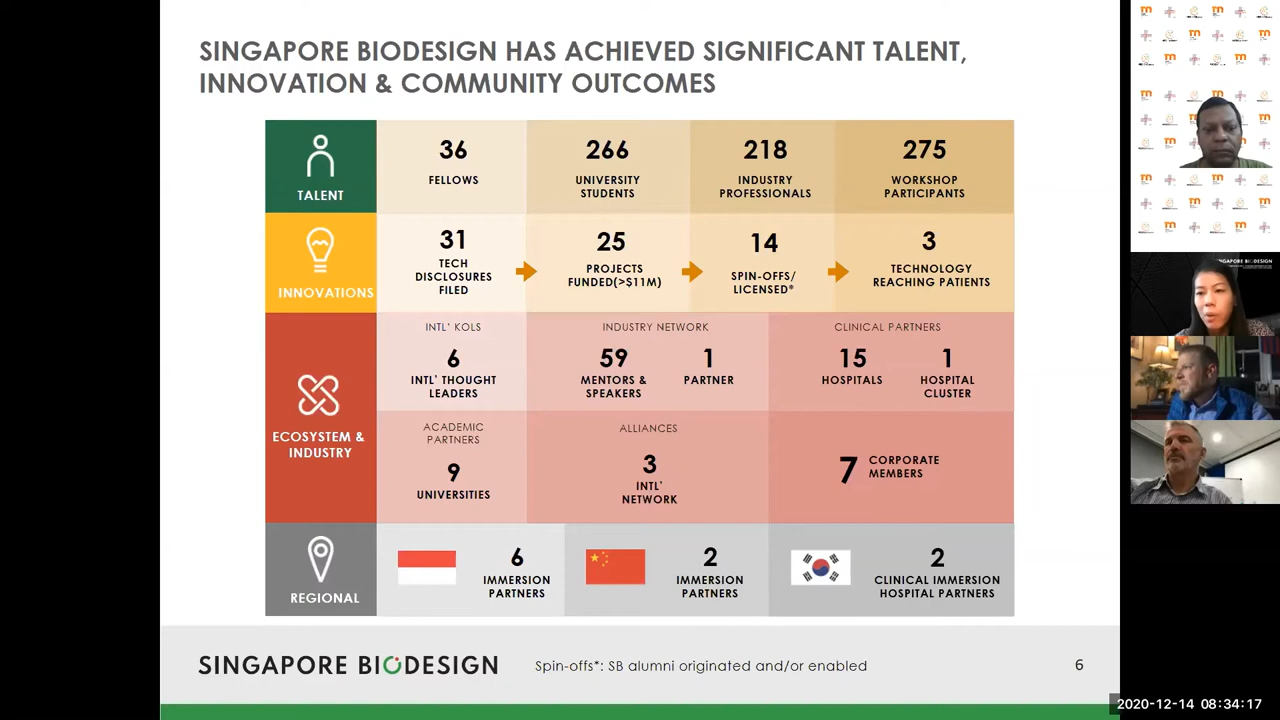 SINGAPORE BIODESIGN HAS ACHIEVED SIGNIFICANT TALENT,
INNOVATION & COMMUNITY OUTCOMES
TALENT
36
FELLOWS
266
UNIVERSITY
STUDENTS
218
INDUSTRY
PROFESSIONALS
275
WORKSHOP
PARTICIPANTS
INNOVATIONS
31
TECH
DISCLOSURES
FILED
25
PROJECTS
FUNDED(>$11M)
14
SPIN-OFFS/
LICENSED*
3
TECHNOLOGY
REACHING PATIENTS
ECOSYSTEM &
INDUSTRY
INTL' KOLS
6
INTL' THOUGHT
LEADERS
INDUSTRY NETWORK
59
MENTORS &
SPEAKERS
1
PARTNER
CLINICAL PARTNERS
15
HOSPITALS
1
HOSPITAL
CLUSTER
ACADEMIC
PARTNERS
9
UNIVERSITIES
ALLIANCES
3
INTL'
NETWORK
7
CORPORATE
MEMBERS
REGIONAL
6
IMMERSION
PARTNERS
2
IMMERSION
PARTNERS
2
CLINICAL IMMERSION
HOSPITAL PARTNERS
SINGAPORE BIODESIGN
Spin-offs*: SB alumni originated and/or enabled
6
SINGAPORE BIODESIGN
2020-12-14 08:34:17